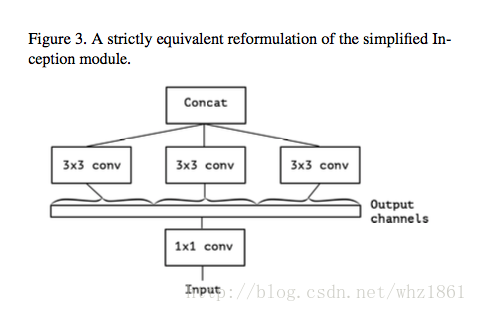 Figure 3. A strictly equivalent reformulation of the simplified In-
ception module.
Concat
3x3 conv 3x3 conv 3x3 conv
Output
channels
1x1 conv
Input
http://blog.csdn.net/whz1861